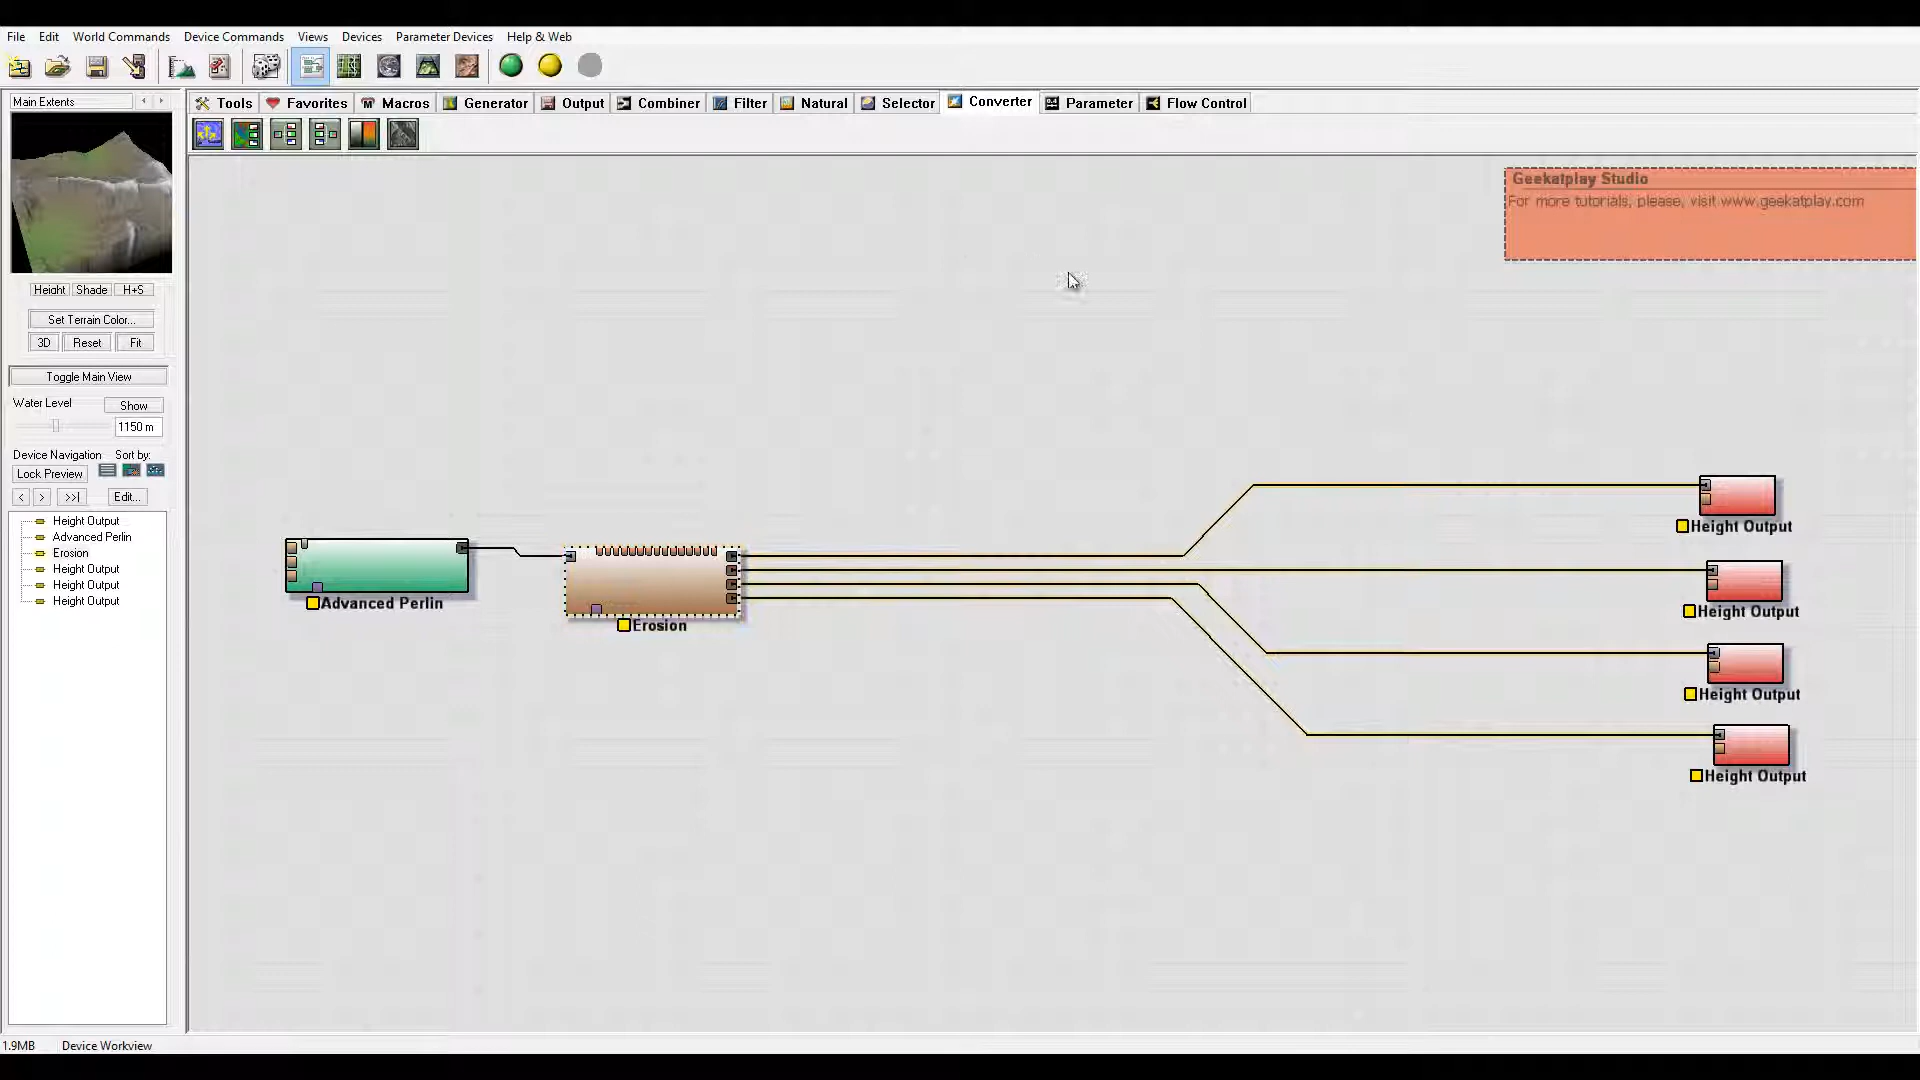 File Edit World Commands Device Commands Views Devices Parameter Devices Help & Web
Main Extents
Tools Favorites Macros Generator Output Combiner Filter Natural Selector Converter Parameter Flow Control
Geekatplay Studio
For more tutorials, please, visit www.geekatplay.com
Height Shade H+S
Set Terrain Color...
3D Reset Fit
Toggle Main View
Water Level Show
1150 m
Device Navigation Sort by:
Lock Preview
< > >>| Edit...
Height Output
Advanced Perlin
Erosion
Height Output
Height Output
Height Output
Advanced Perlin
Erosion
Height Output
Height Output
Height Output
Height Output
1.9MB Device Workview